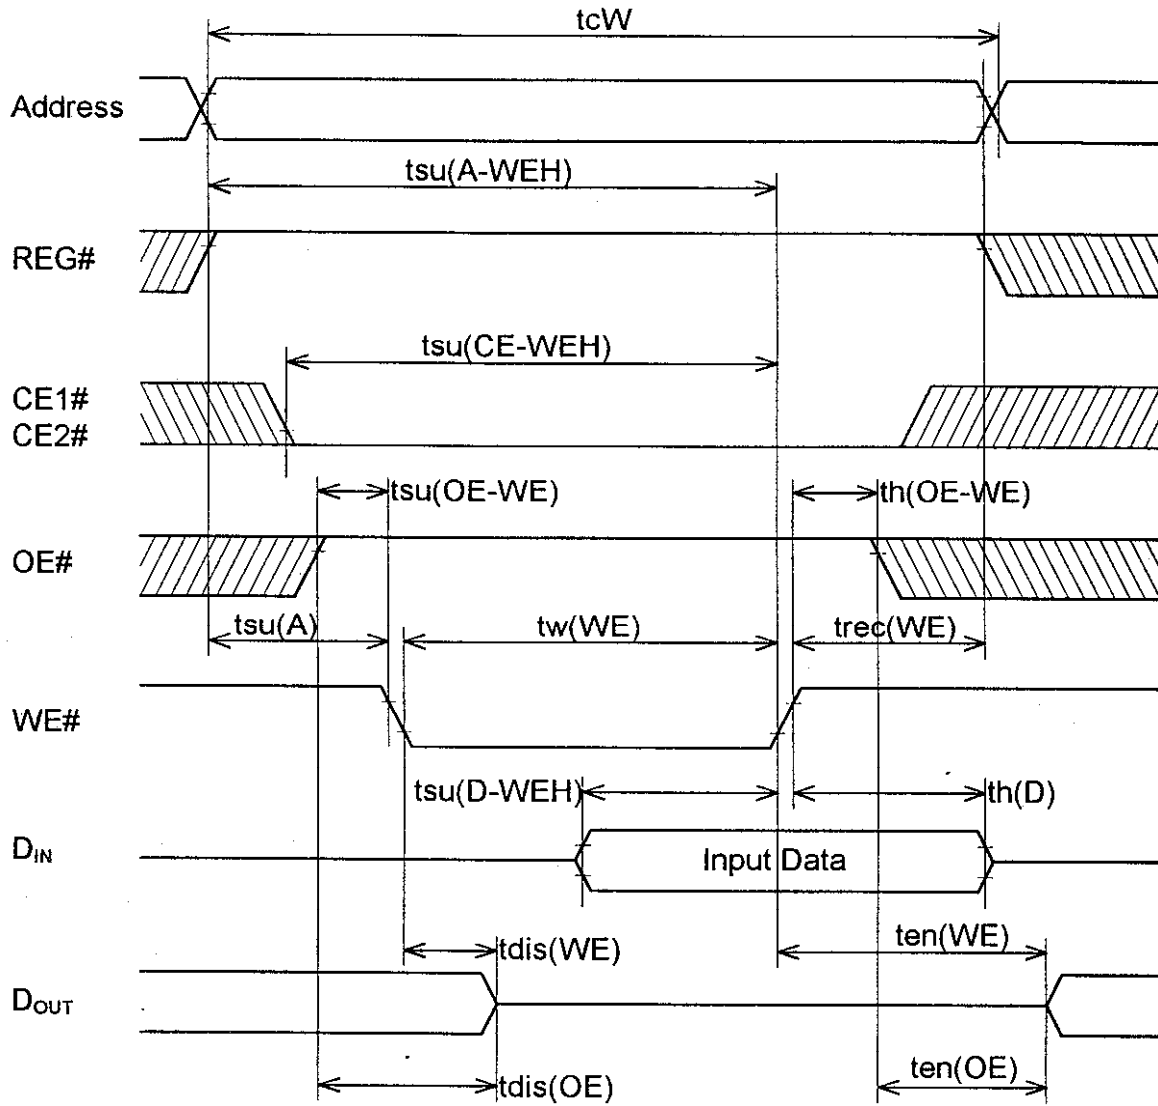 tcW
Address
tsu(A-WEH)
REG#
tsu(CE-WEH)
CE1#
CE2#
tsu(OE-WE)
th(OE-WE)
OE#
tsu(A)
tw(WE)
trec(WE)
WE#
tsu(D-WEH)
th(D)
DIN
Input Data
tdis(WE)
ten(WE)
DOUT
tdis(OE)
ten(OE)